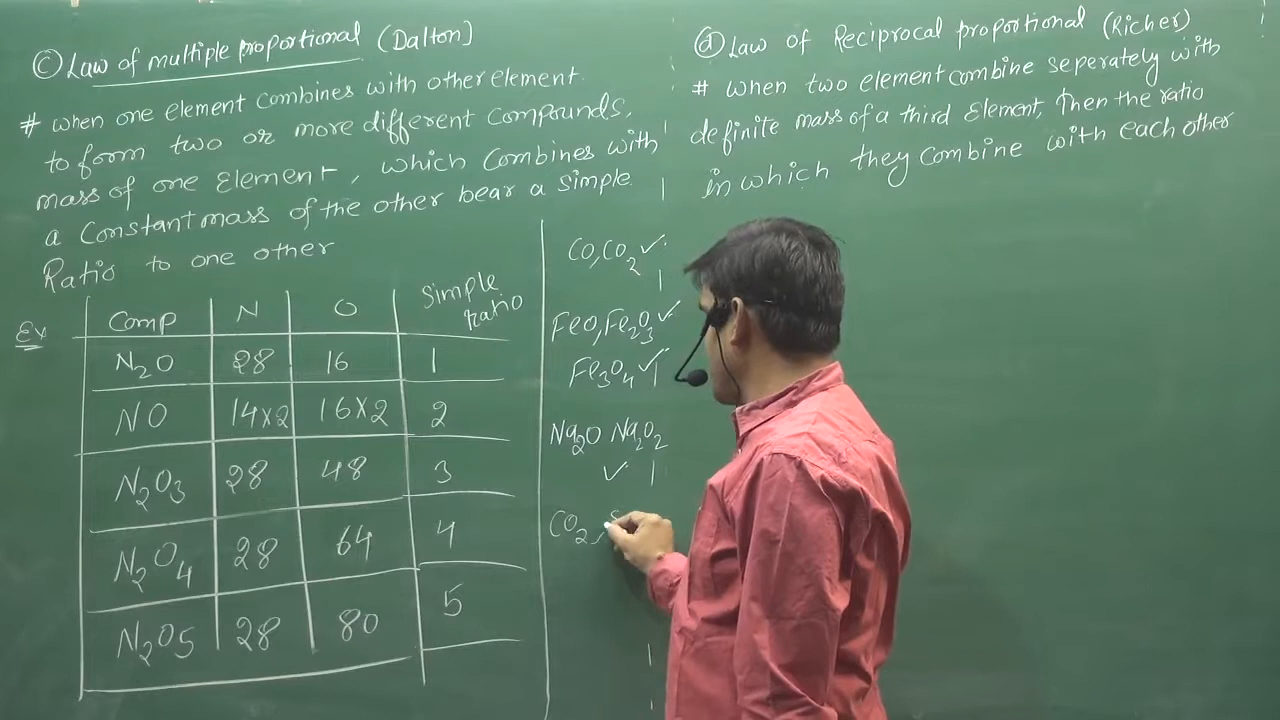 Ⓒ Law of multiple proportional (Dalton]
# when one element combines with other element.
to form two or more different compounds,
mass of one Element, which combines with
a constant mass of the other bear a simple
Ratio to one other
Ex
Comp N O Simple ratio
N₂O 28 16 1
NO 14×2 16×2 2
N₂O₃ 28 48 3
N₂O₄ 28 64 4
N₂O5 28 80 5
CO, CO₂ ✓
FeO, Fe₂O₃ ✓
Fe₃O₄ ✓
Na₂O Na₂O₂
✓
CO₂,
ⓓ Law of Reciprocal proportional (Richer)
# when two element combine seperately with
definite mass of a third Element, Then the ratio
in which they combine with each other